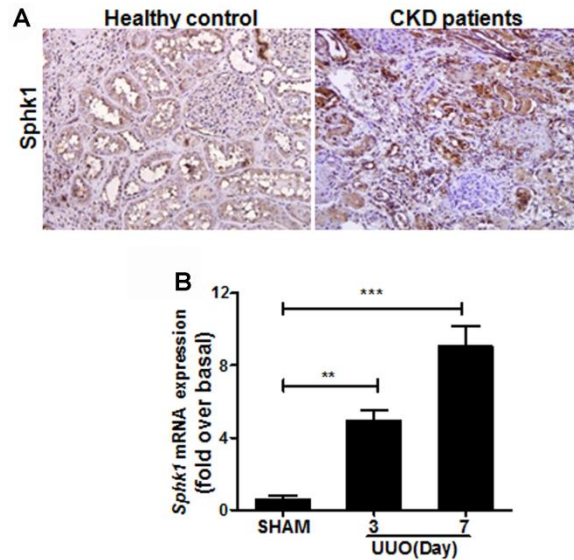 A
Healthy control
CKD patients
Sphk1
B
Sphk1 mRNA expression
(fold over basal)
12
8
4
0
***
**
SHAM
3
7
UUO(Day)